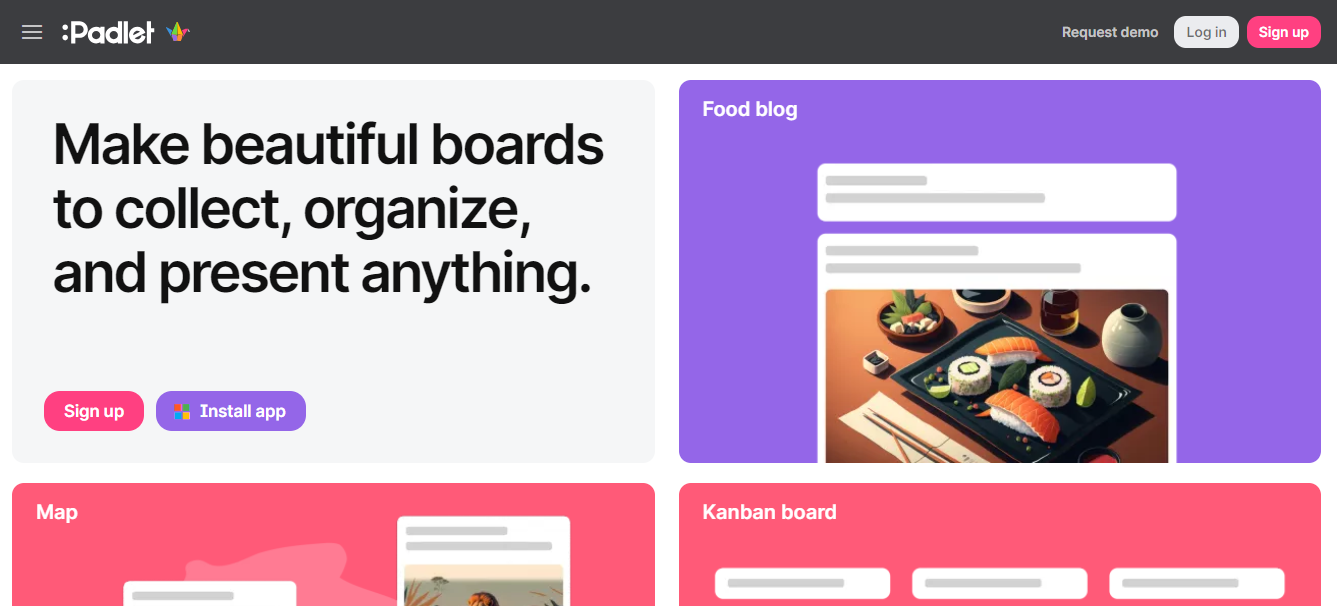 :Padlet
Request demo
Log in
Sign up
Make beautiful boards
to collect, organize,
and present anything.
Sign up
Install app
Food blog
Map
Kanban board